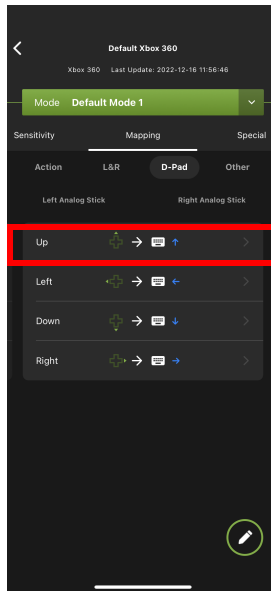 Default Xbox 360
Xbox 360 Last Update: 2022-12-16 11:56:46
Mode Default Mode 1
Sensitivity Mapping Special
Action L&R D-Pad Other
Left Analog Stick Right Analog Stick
Up
Left
Down
Right